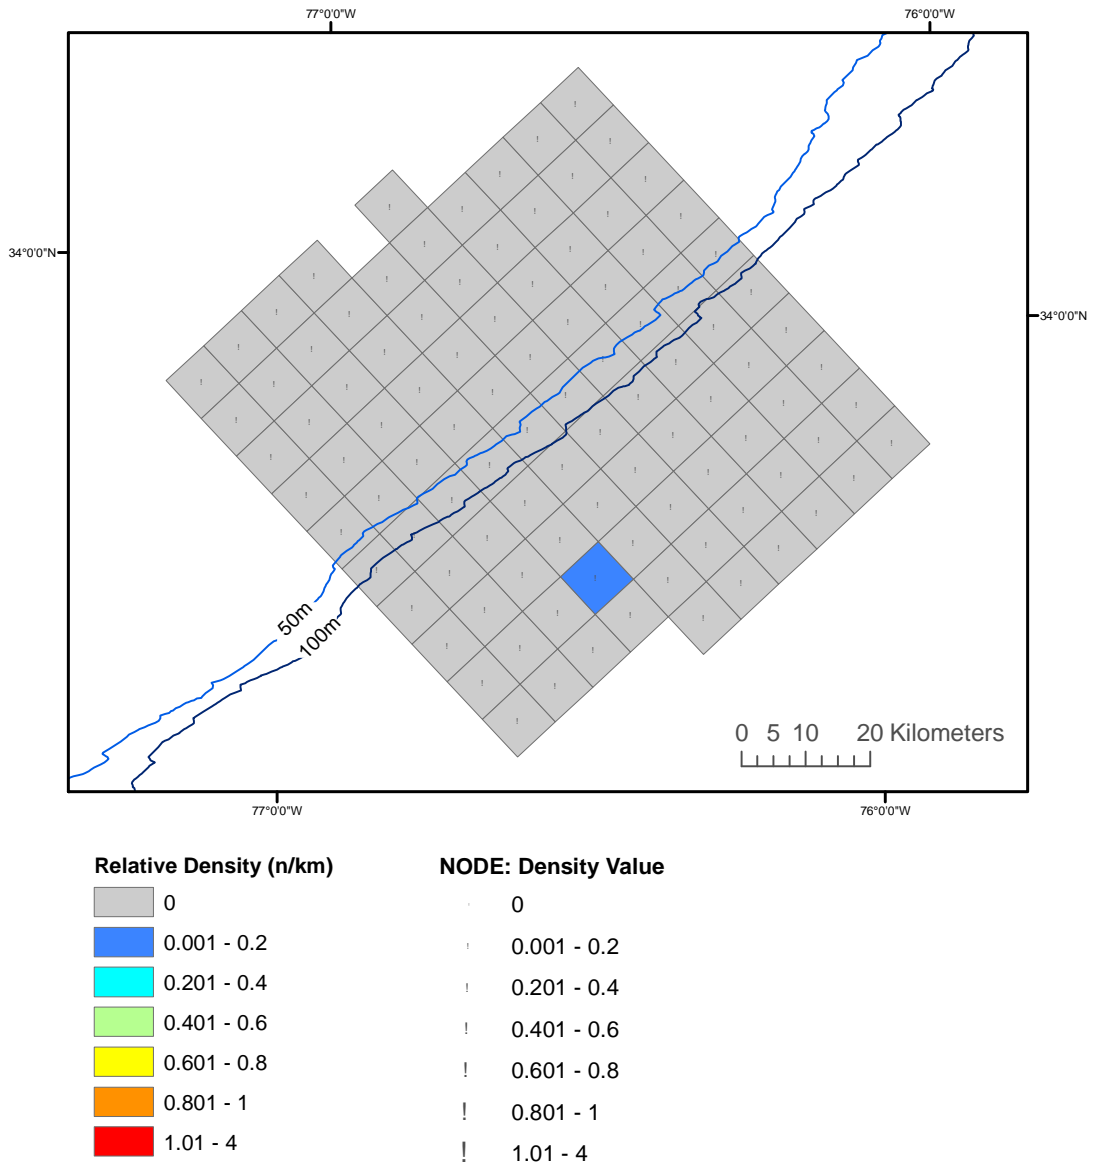 77°0'0"W 76°0'0"W
34°0'0"N
34°0'0"N
50m
100m
0 5 10 20 Kilometers
77°0'0"W 76°0'0"W
Relative Density (n/km) NODE: Density Value
0 0
0.001 - 0.2 ! 0.001 - 0.2
0.201 - 0.4 ! 0.201 - 0.4
0.401 - 0.6 ! 0.401 - 0.6
0.601 - 0.8 ! 0.601 - 0.8
0.801 - 1 ! 0.801 - 1
1.01 - 4 ! 1.01 - 4